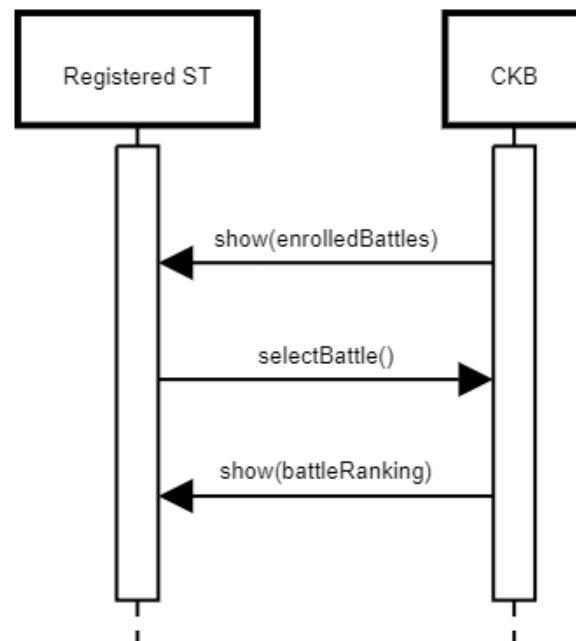 Registered ST
CKB
show(enrolledBattles)
selectBattle()
show(battleRanking)